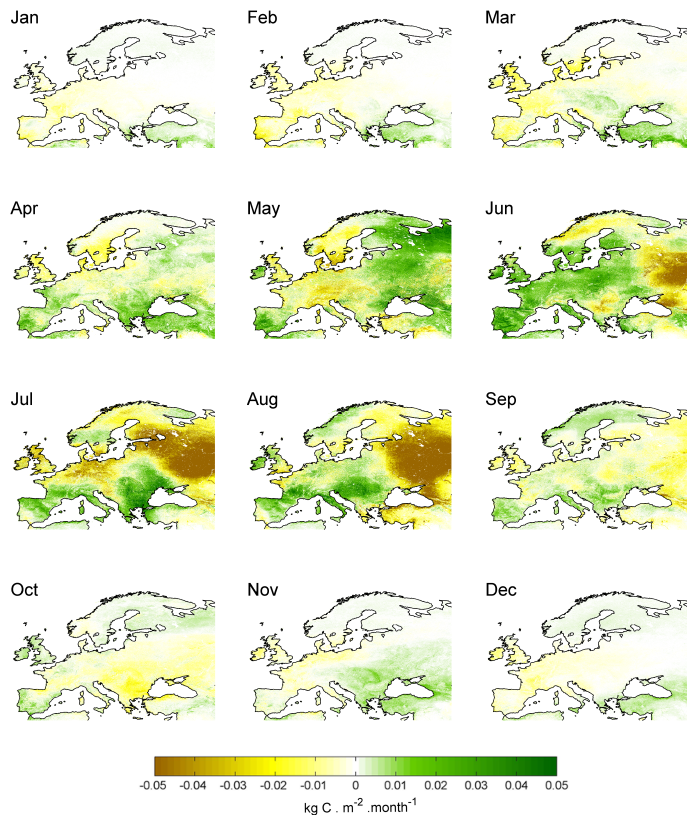 Jan Feb Mar
Apr May Jun
Jul Aug Sep
Oct Nov Dec
-0.05 -0.04 -0.03 -0.02 -0.01 0 0.01 0.02 0.03 0.04 0.05
kg C . m⁻² .month⁻¹